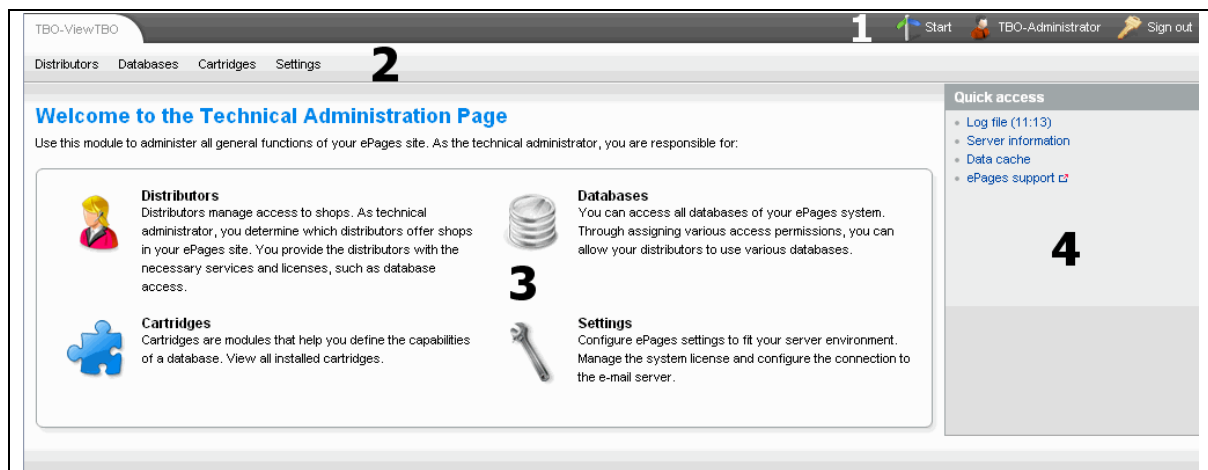 TBO-ViewTBO
1 Start TBO-Administrator Sign out
Distributors Databases Cartridges Settings 2
Welcome to the Technical Administration Page
Use this module to administer all general functions of your ePages site. As the technical administrator, you are responsible for:
Distributors
Distributors manage access to shops. As technical
administrator, you determine which distributors offer shops
in your ePages site. You provide the distributors with the
necessary services and licenses, such as database
access.
Databases
You can access all databases of your ePages system.
Through assigning various access permissions, you can
allow your distributors to use various databases.
3
Cartridges
Cartridges are modules that help you define the capabilities
of a database. View all installed cartridges.
Settings
Configure ePages settings to fit your server environment.
Manage the system license and configure the connection to
the e-mail server.
Quick access
Log file (11:13)
Server information
Data cache
ePages support
4